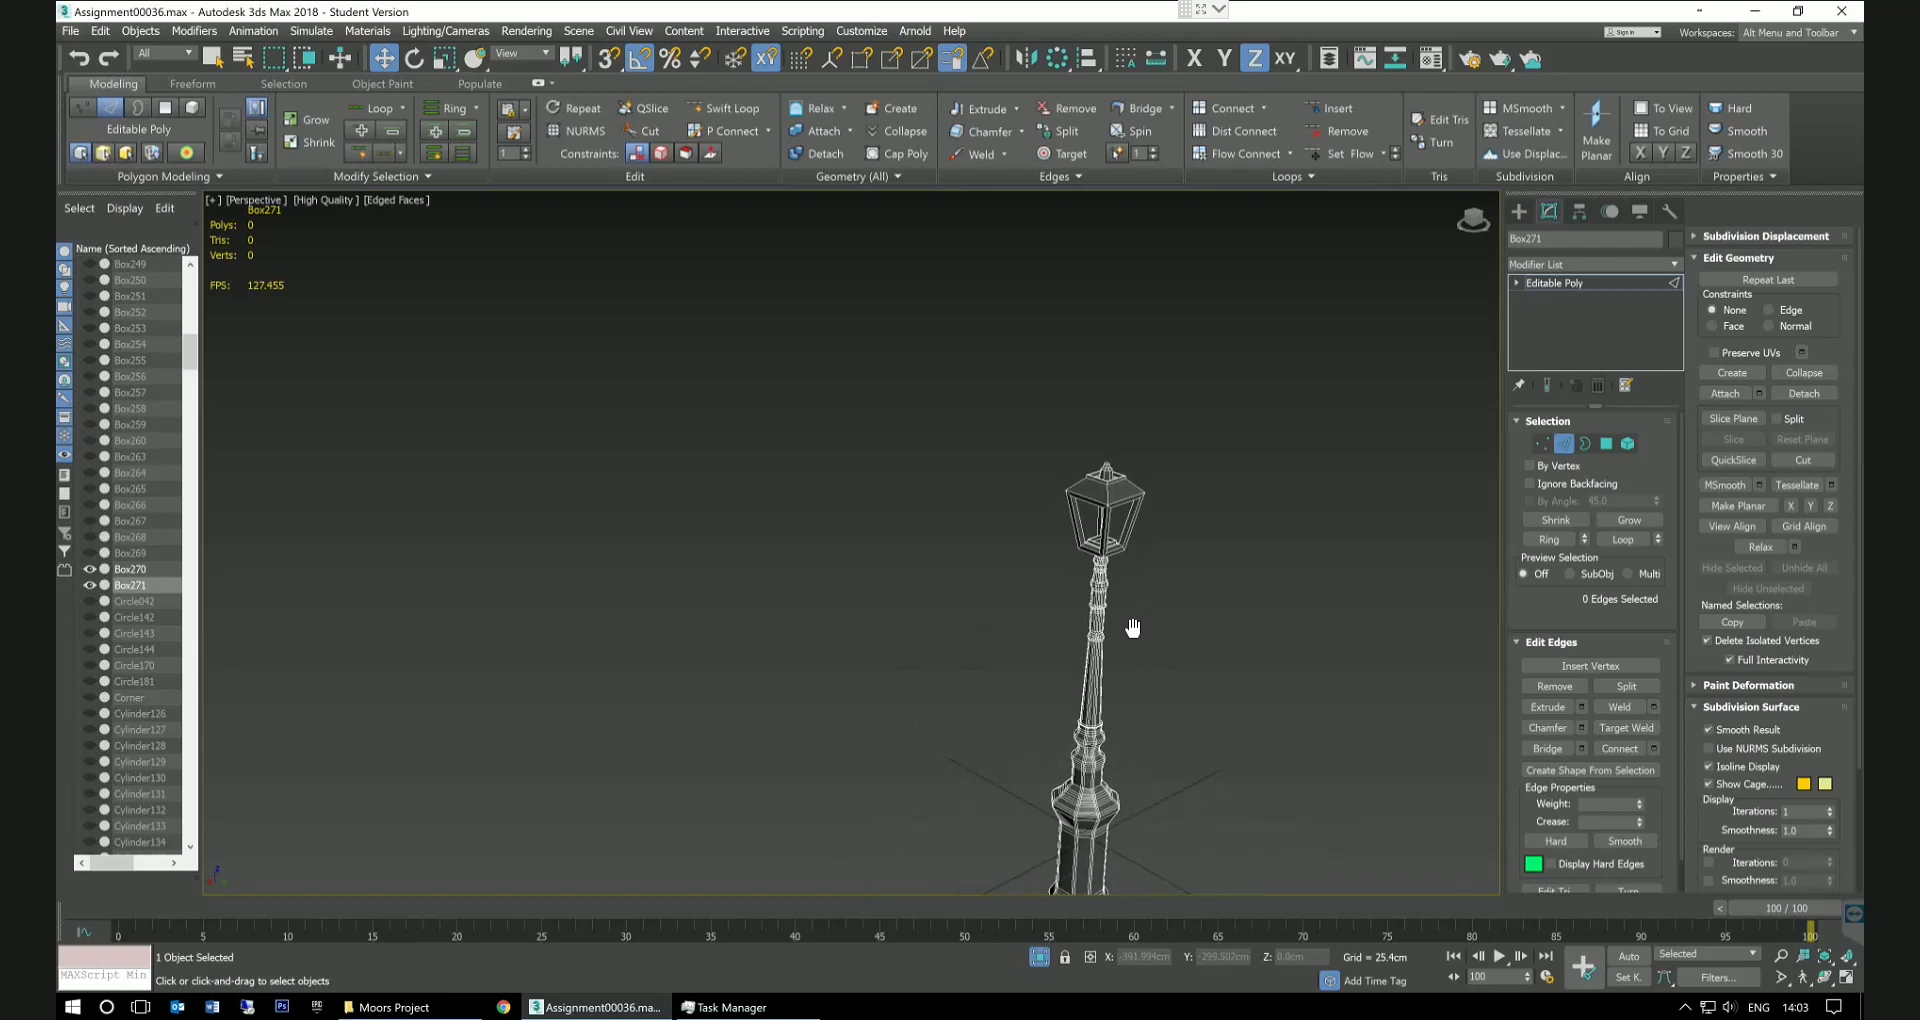 Assignment00036.max - Autodesk 3ds Max 2018 - Student Version
File Edit Objects Modifiers Animation Simulate Materials Lighting/Cameras Rendering Scene Civil View Content Interactive Scripting Customize Arnold Help Sign In Workspaces: Alt Menu and Toolbar
All View X Y Z XY
Modeling Freeform Selection Object Paint Populate
Loop Ring Repeat QSlice Swift Loop Relax Create Extrude Remove Bridge Connect Insert MSmooth To View Hard
Editable Poly Grow NURMS Cut P Connect Attach Collapse Chamfer Split Spin Dist Connect Remove Edit Tris Tessellate To Grid Smooth
Shrink 1 Constraints: Detach Cap Poly Weld Target 1 Flow Connect Set Flow Turn Use Displac... Make Planar X Y Z Smooth 30
Polygon Modeling Modify Selection Edit Geometry (All) Edges Loops Tris Subdivision Align Properties
Select Display Edit
Name (Sorted Ascending)
Box249
Box250
Box251
Box252
Box253
Box254
Box255
Box256
Box257
Box258
Box259
Box260
Box263
Box264
Box265
Box266
Box267
Box268
Box269
Box270
Box271
Circle042
Circle142
Circle143
Circle144
Circle170
Circle181
Corner
Cylinder126
Cylinder127
Cylinder128
Cylinder129
Cylinder130
Cylinder131
Cylinder132
Cylinder133
Cylinder134
[+] [Perspective] [High Quality] [Edged Faces]
Box271
Polys: 0
Tris: 0
Verts: 0
FPS: 127.455
Box271
Modifier List
Editable Poly
Selection
By Vertex
Ignore Backfacing
By Angle: 45.0
Shrink Grow
Ring Loop
Preview Selection
Off SubObj Multi
0 Edges Selected
Edit Edges
Insert Vertex
Remove Split
Extrude Weld
Chamfer Target Weld
Bridge Connect
Create Shape From Selection
Edge Properties
Weight:
Crease:
Hard Smooth
Display Hard Edges
Edit Tri. Turn
Subdivision Displacement
Edit Geometry
Repeat Last
Constraints
None Edge
Face Normal
Preserve UVs
Create Collapse
Attach Detach
Slice Plane Split
Slice Reset Plane
QuickSlice Cut
MSmooth Tessellate
Make Planar X Y Z
View Align Grid Align
Relax
Hide Selected Unhide All
Hide Unselected
Named Selections:
Copy Paste
Delete Isolated Vertices
Full Interactivity
Paint Deformation
Subdivision Surface
Smooth Result
Use NURMS Subdivision
Isoline Display
Show Cage......
Display
Iterations: 1
Smoothness: 1.0
Render
Iterations: 0
Smoothness: 1.0
< 100 / 100
0 5 10 15 20 25 30 35 40 45 50 55 60 65 70 75 80 85 90 95 100
1 Object Selected X: -391.994cm Y: -299.502cm Z: 0.0cm Grid = 25.4cm Auto Selected
MAXScript Min Click or click-and-drag to select objects Add Time Tag 100 Set K. Filters...
Moors Project Assignment00036.ma... Task Manager ENG 14:03